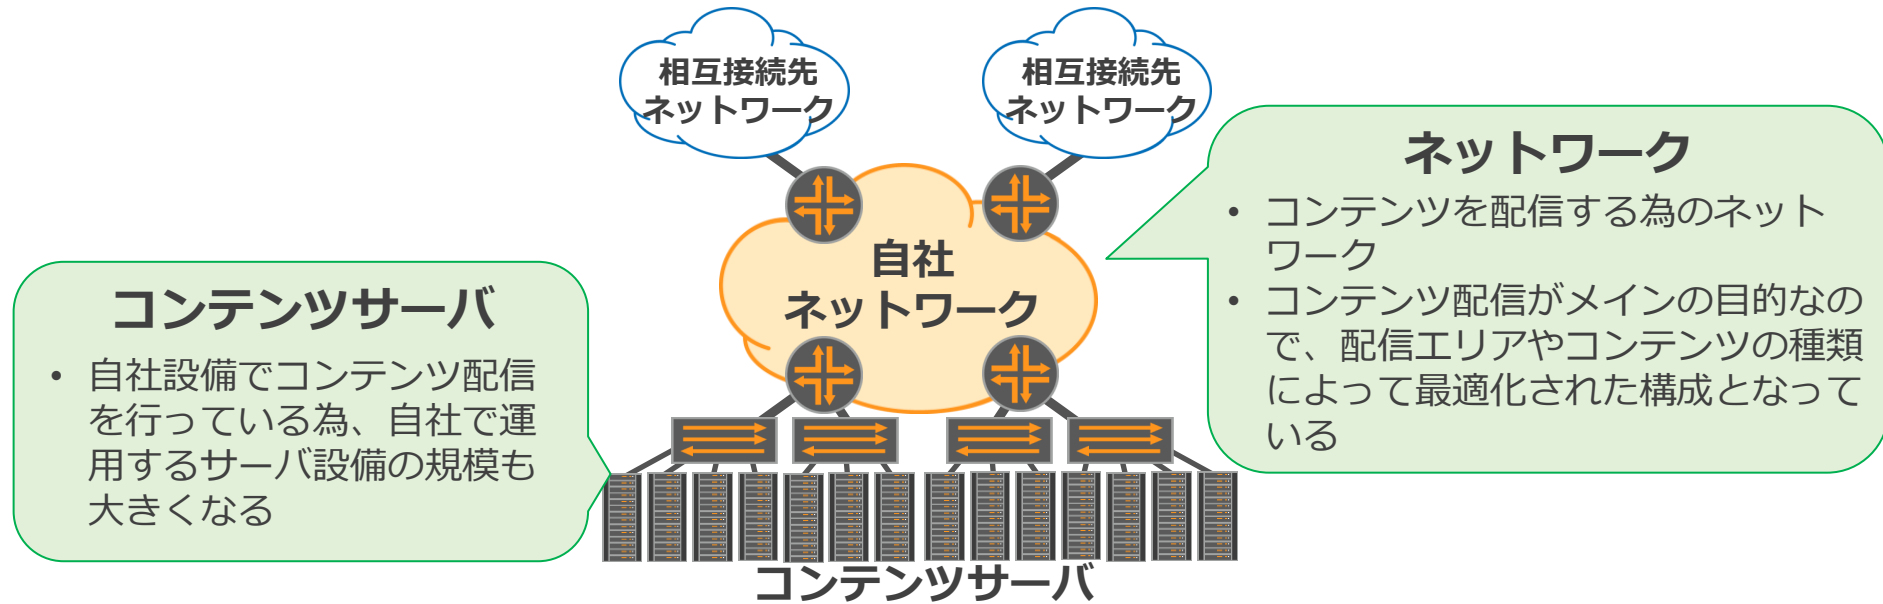 相互接続先
ネットワーク
相互接続先
ネットワーク
自社
ネットワーク
ネットワーク
• コンテンツを配信する為のネット
ワーク
• コンテンツ配信がメインの目的なの
で、配信エリアやコンテンツの種類
によって最適化された構成となって
いる
コンテンツサーバ
• 自社設備でコンテンツ配信
を行っている為、自社で運
用するサーバ設備の規模も
大きくなる
コンテンツサーバ